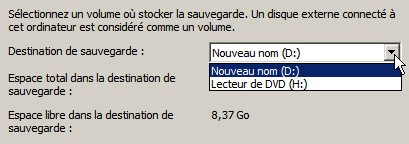 Sélectionnez un volume où stocker la sauvegarde. Un disque externe connecté à
cet ordinateur est considéré comme un volume.
Destination de sauvegarde : Nouveau nom (D:)
Nouveau nom (D:)
Lecteur de DVD (H:)
Espace total dans la destination de
sauvegarde :
Espace libre dans la destination de
sauvegarde : 8,37 Go